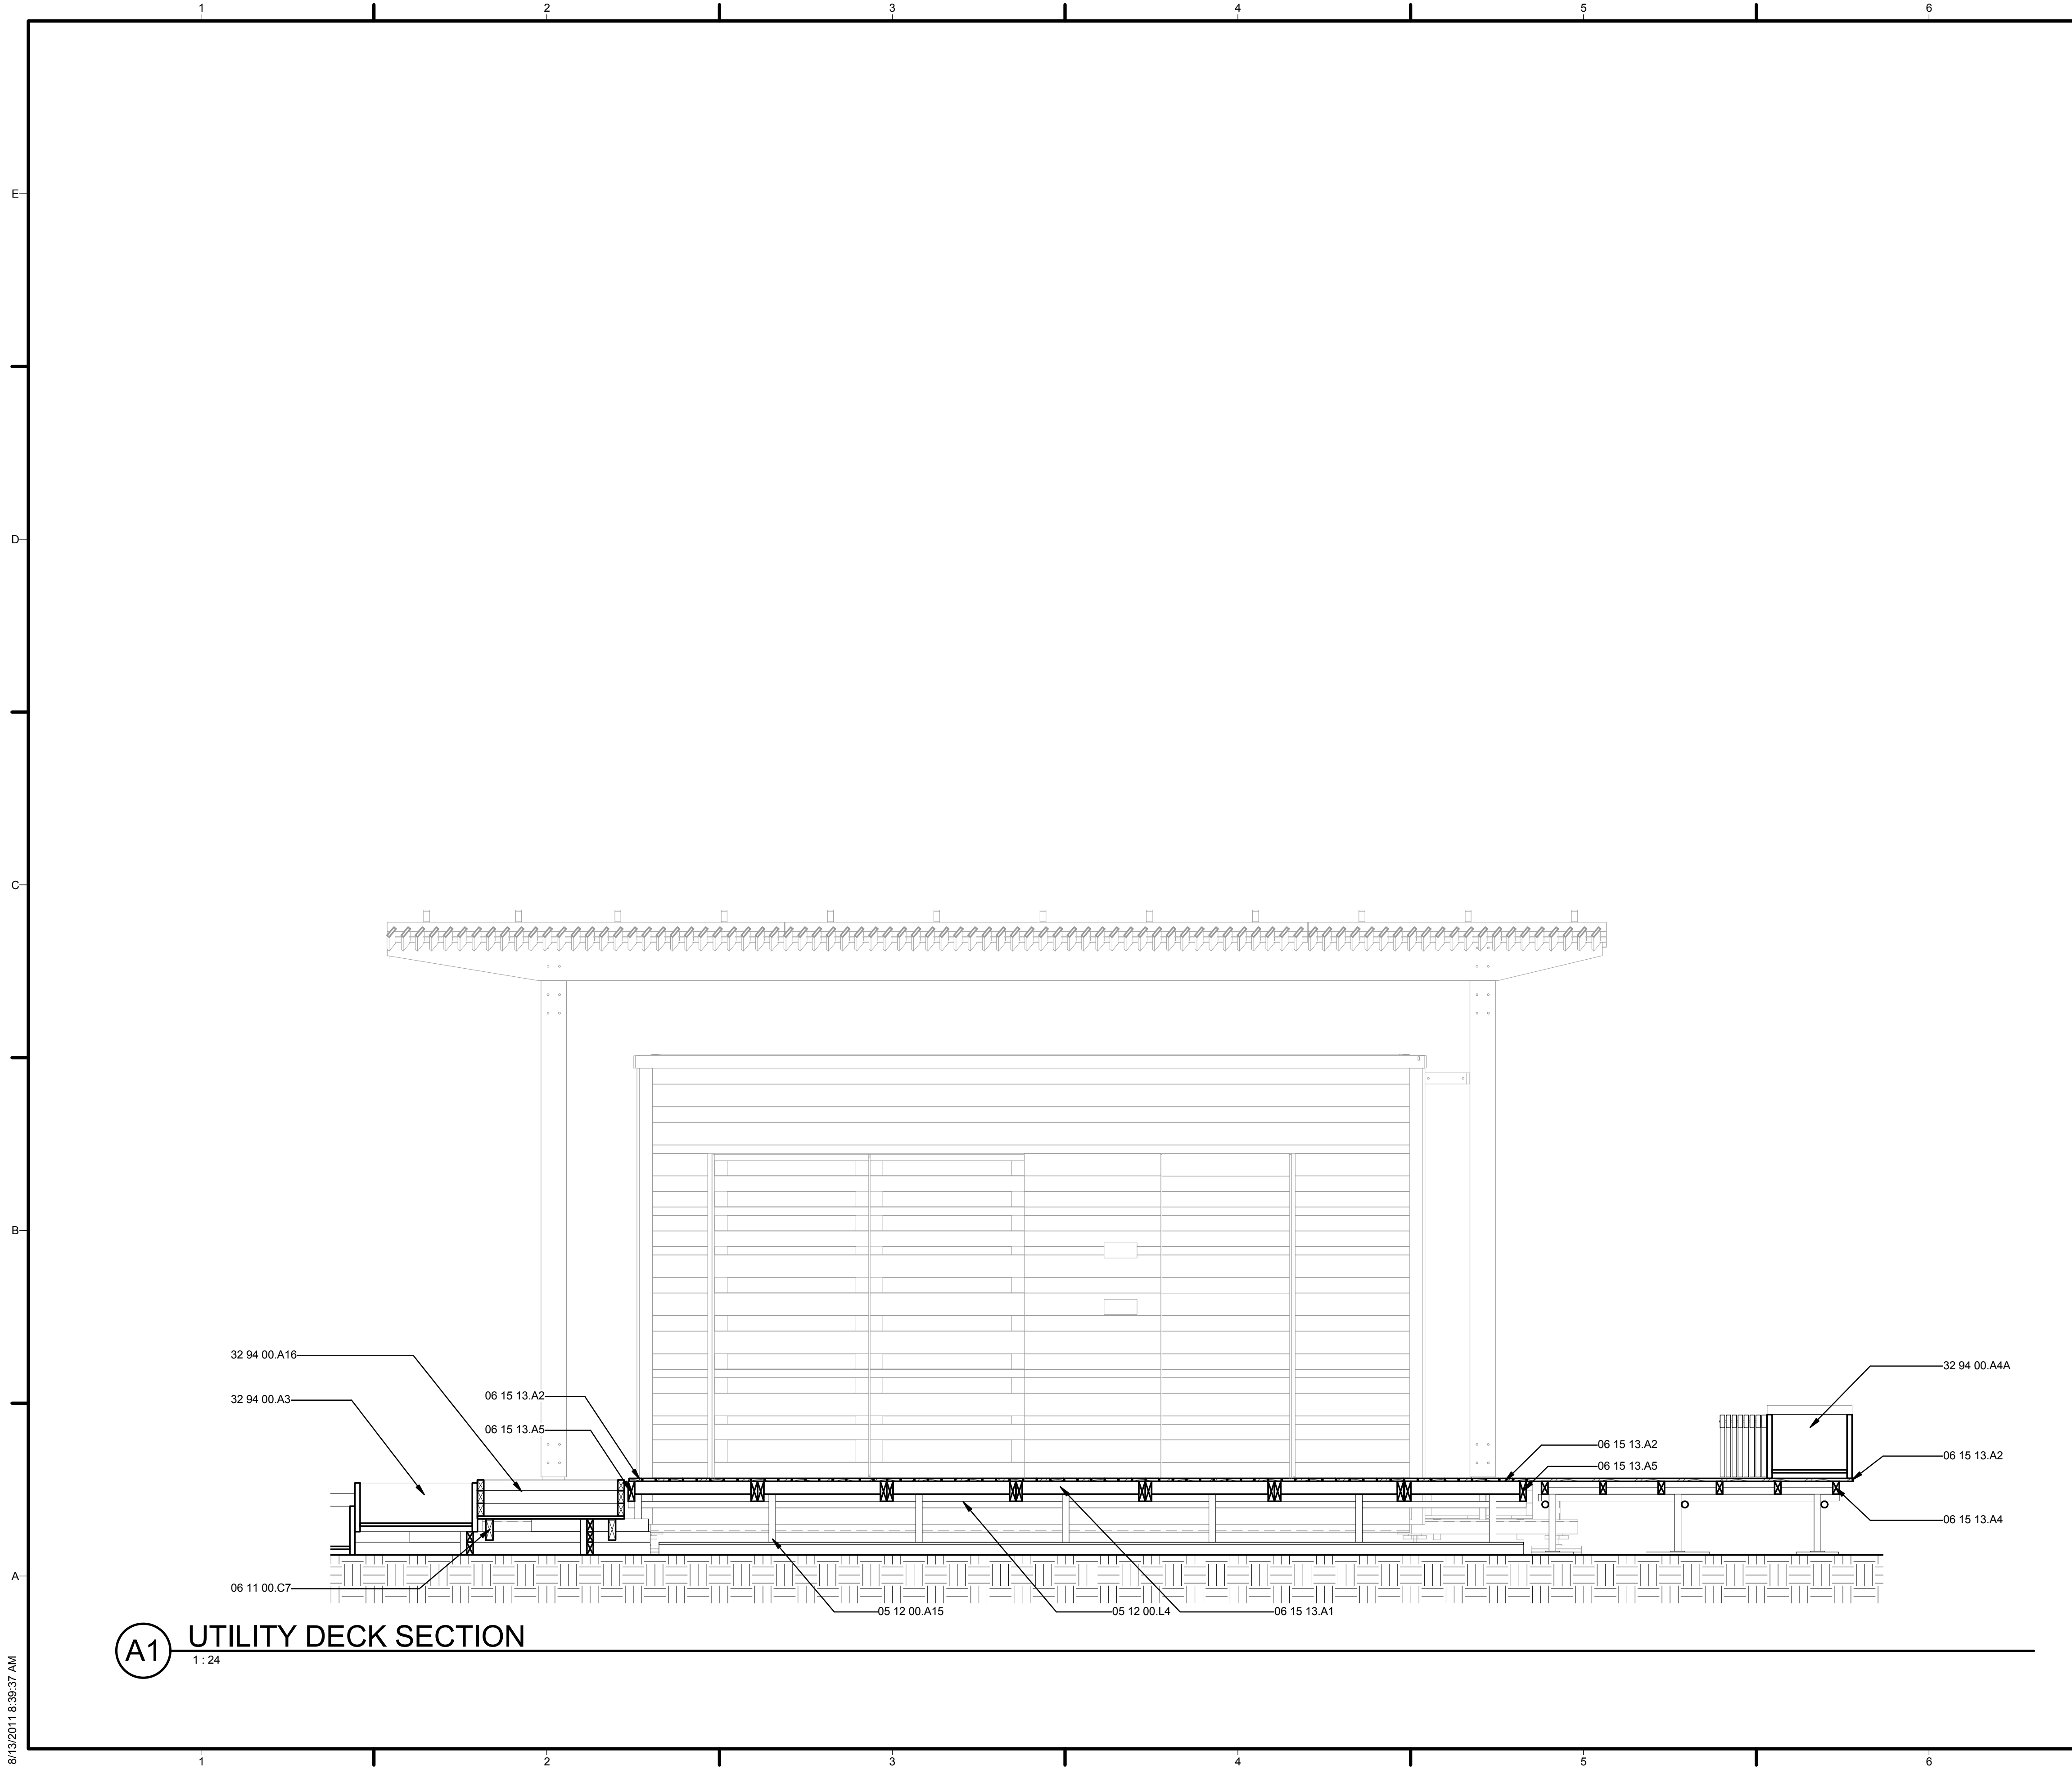 1 2 3 4 5 6
E
D
C
B
A
32 94 00.A16
32 94 00.A3
06 15 13.A2
06 15 13.A5
06 11 00.C7
05 12 00.A15
05 12 00.L4
06 15 13.A1
06 15 13.A2
06 15 13.A5
32 94 00.A4A
06 15 13.A2
06 15 13.A4
A1 UTILITY DECK SECTION
1 : 24
8/13/2011 8:39:37 AM
1 2 3 4 5 6